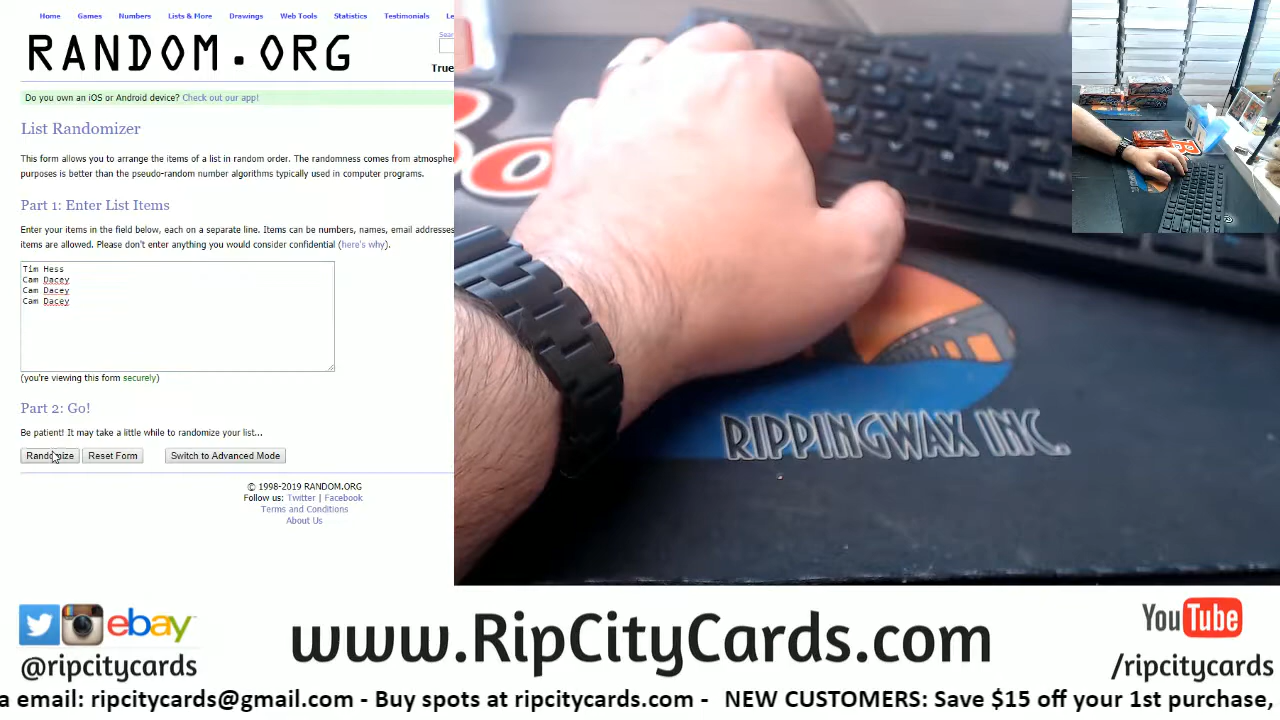 Home Games Numbers Lists & More Drawings Web Tools Statistics Testimonials
RANDOM.ORG
True
Do you own an iOS or Android device? Check out our app!
List Randomizer
This form allows you to arrange the items of a list in random order. The randomness comes from
purposes is better than the pseudo-random number algorithms typically used in computer programs.
Part 1: Enter List Items
Enter your items in the field below, each on a separate line. Items can be numbers, names, email
items are allowed. Please don't enter anything you would consider confidential (here's why).
Tim Hess
Cam Dacey
Cam Dacey
Cam Dacey
(you're viewing this form securely)
Part 2: Go!
Be patient! It may take a little while to randomize your list...
Randomize Reset Form Switch to Advanced Mode
© 1998-2019 RANDOM.ORG
Follow us: Twitter | Facebook
Terms and Conditions
About Us
RIPPINGWAX INC.
ebay
@ripcitycards
www.RipCityCards.com
YouTube
/ripcitycards
a email: ripcitycards@gmail.com - Buy spots at ripcitycards.com - NEW CUSTOMERS: Save $15 off your 1st purchase,